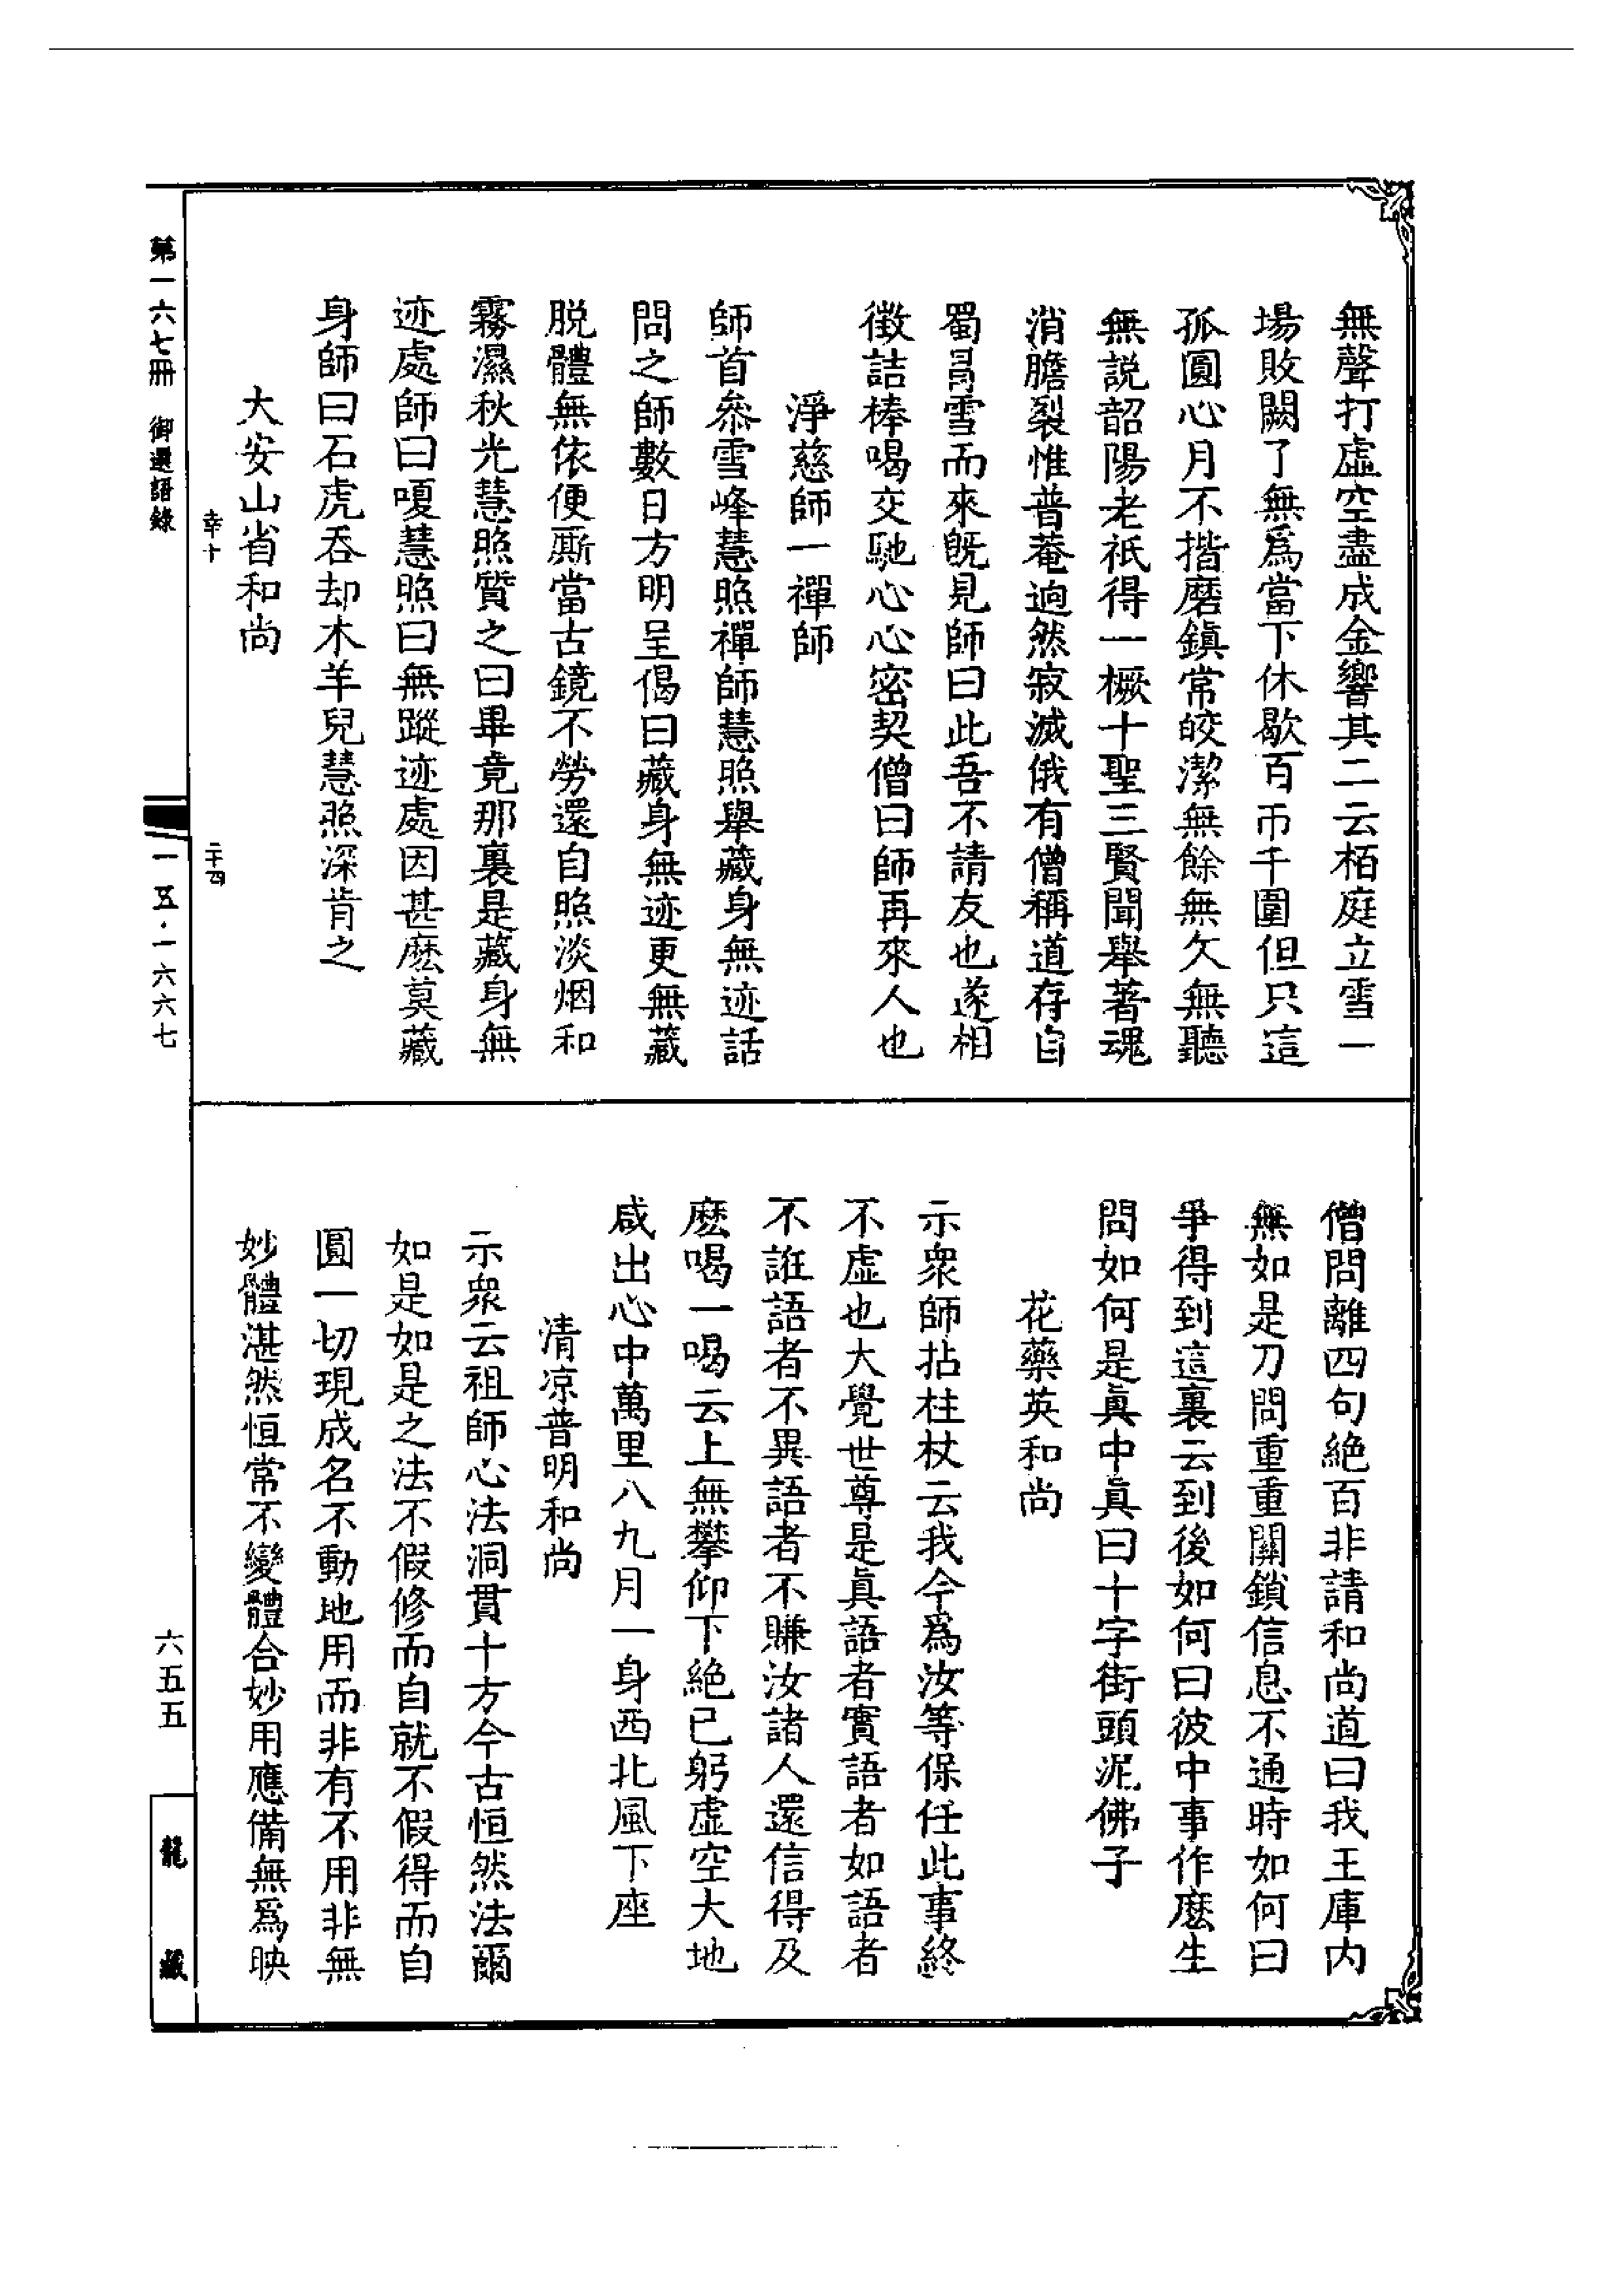 無聲打虛空盡成金響其二云栢庭立雪一
場敗闕了無爲當下休歇百帀千圍但只這
孤圓心月不揩磨鎮常皎潔無餘無欠無聽
無説韶陽老祇得一橛十聖三賢聞舉著魂
消膽裂惟普菴逈然寂滅俄有僧稱道存自
蜀冐雪而來旣見師曰此吾不請友也遂相
徵詰棒喝交馳心心密契僧曰師再來人也
淨慈師一禪師
師首叅雪峰慧照禪師慧照舉藏身無迹話
問之師數日方明呈偈曰藏身無迹更無藏
脱體無依便厮當古鏡不勞還自照淡烟和
霧濕秋光慧照質之曰畢竟那裏是藏身無
迹處師曰嗄慧照曰無蹤迹處因甚麽莫藏
身師曰石虎呑却木羊兒慧照深肯之
大安山省和尚
幸十
二十四
僧問離四句絶百非請和尚道曰我王庫内
無如是刀問重重關鎖信息不通時如何曰
爭得到這裏云到後如何曰彼中事作麽生
問如何是眞中眞曰十字街頭泥佛子
花藥英和尚
示衆師拈柱杖云我今爲汝等保任此事終
不虛也大覺世尊是眞語者實語者如語者
不誑語者不異語者不賺汝諸人還信得及
麽喝一喝云上無攀仰下絶已躬虛空大地
咸出心中萬里八九月一身西北風下座
清凉普明和尚
示衆云祖師心法洞貫十方今古恒然法爾
如是如是之法不假修而自就不假得而自
圓一切現成名不動地用而非有不用非無
妙體湛然恒常不變體合妙用應備無爲映
第一六七冊 御選語錄
一五·一六六七
六五五
龍藏